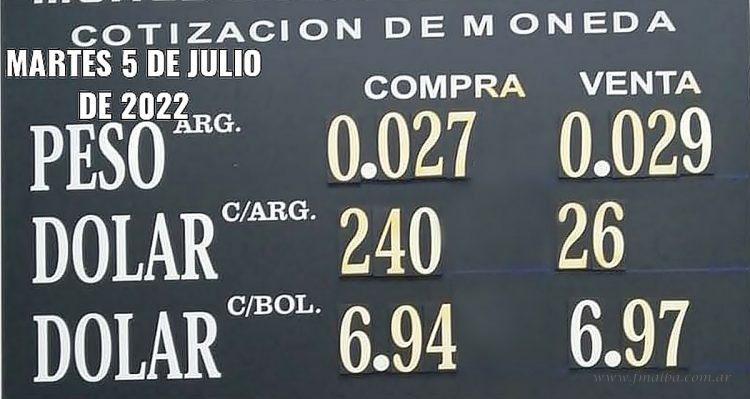 COTIZACION DE MONEDA
MARTES 5 DE JULIO
DE 2022
COMPRA VENTA
PESO ARG. 0.027 0.029
DOLAR C/ARG. 240 26
DOLAR C/BOL. 6.94 6.97
www.fmalba.com.ar